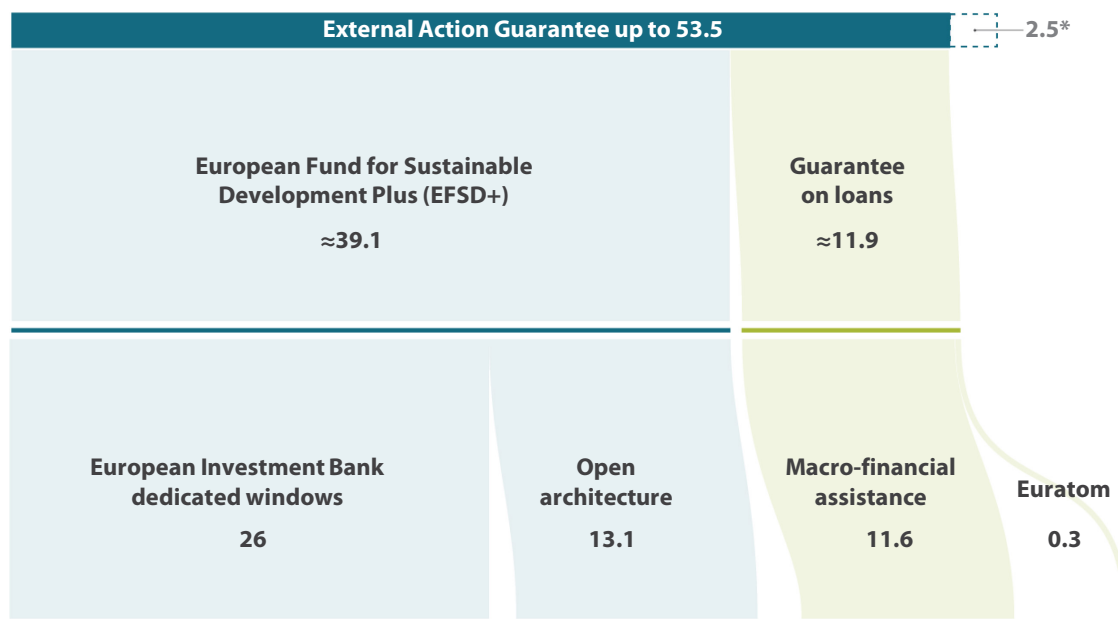 External Action Guarantee up to 53.5
2.5*
European Fund for Sustainable
Development Plus (EFSD+)
≈39.1
Guarantee
on loans
≈11.9
European Investment Bank
dedicated windows
26
Open
architecture
13.1
Macro-financial
assistance
11.6
Euratom
0.3